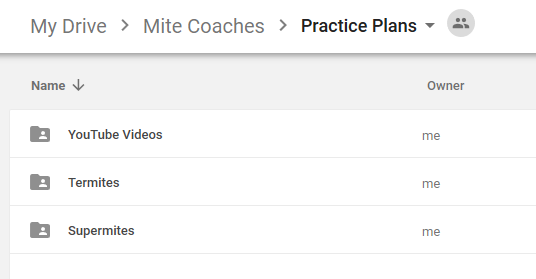 My Drive > Mite Coaches > Practice Plans
Name Owner
YouTube Videos me
Termites me
Supermites me